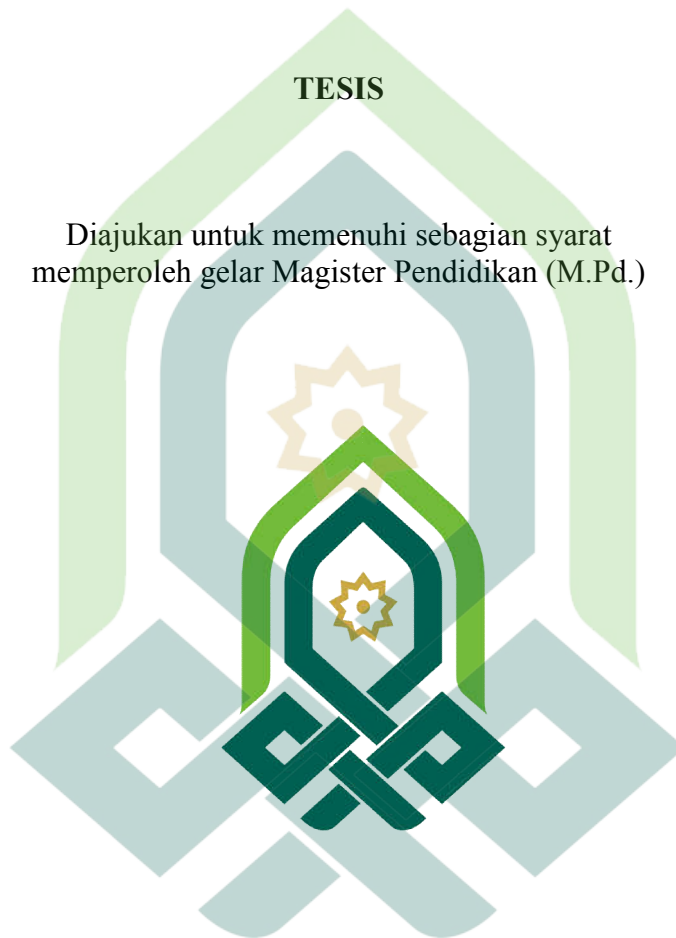 TESIS
Diajukan untuk memenuhi sebagian syarat
memperoleh gelar Magister Pendidikan (M.Pd.)